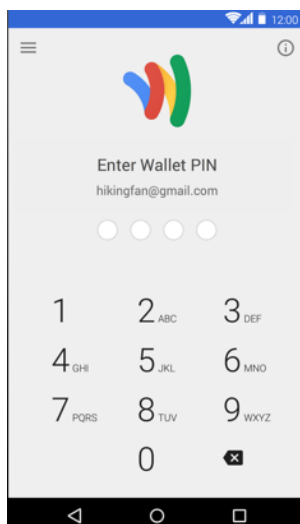 12:00
Enter Wallet PIN
hikingfan@gmail.com
1 2 ABC 3 DEF
4 GHI 5 JKL 6 MNO
7 PQRS 8 TUV 9 WXYZ
0